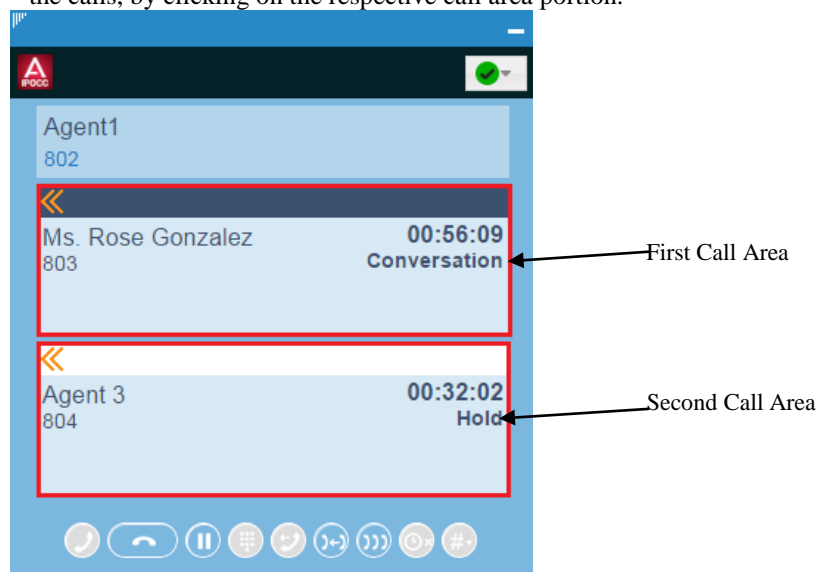 the calls, by clicking on the respective call area portion.
A
IPOCC
Agent1
802
Ms. Rose Gonzalez 00:56:09
803 Conversation
First Call Area
Agent 3 00:32:02
804 Hold
Second Call Area
#